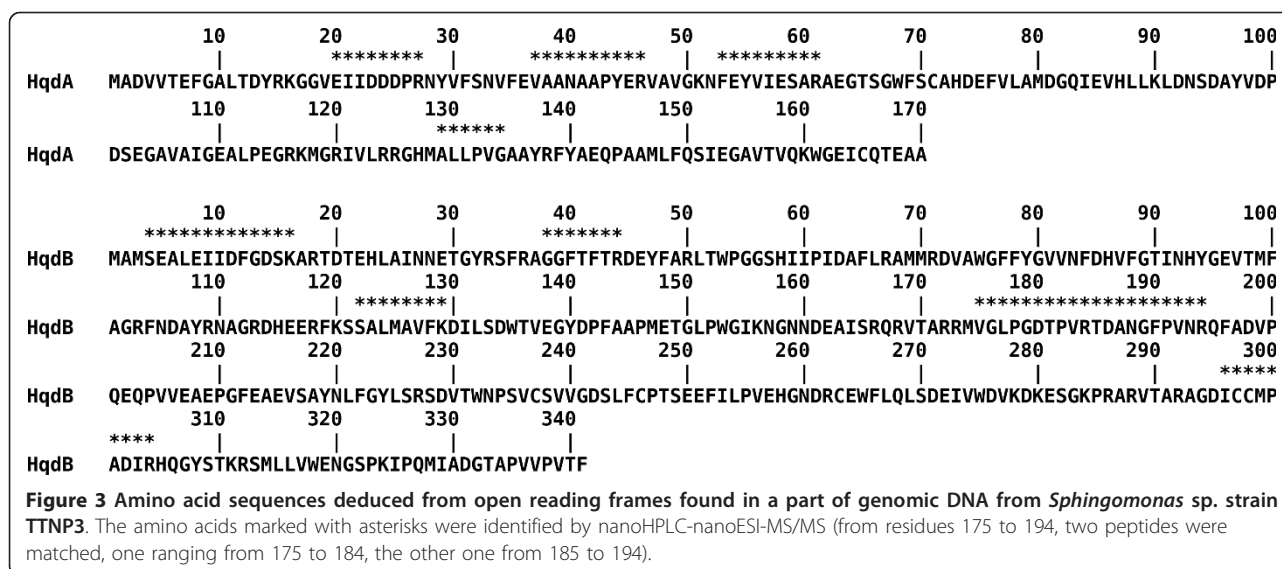 10 20 30 40 50 60 70 80 90 100
******** ********** *********
HqdA MADVVTEFGALTDYRKGGVEIIDDDPRNYVFSNVFEVAANAAPYERVAVGKNFEYVIESARAEGTSGWFSCAHDEFVLAMDGQIEVHLLKLDNSDAYVDP
110 120 130 140 150 160 170
******
HqdA DSEGAVAIGEALPEGRKMGRIVLRRGHMALLPVGAAYRFYAEQPAAMLFQSIEGAVTVQKWGEICQTEAA
10 20 30 40 50 60 70 80 90 100
************* *******
HqdB MAMSEALEIIDFGDSKARTDTEHLAINNETGYRSFRAGGFTFTRDEYFARLTWPGGSHIIPIDAFLRAMMRDVAWGFFYGVVNFDHVFGTINHYGEVTMF
110 120 130 140 150 160 170 180 190 200
******** ********************
HqdB AGRFNDAYRNAGRDHEERFKSSALMAVFKDILSDWTVEGYDPFAAPMETGLPWGIKNGNNDEAISRQRVTARRMVGLPGDTPVRTDANGFPVNRQFADVP
210 220 230 240 250 260 270 280 290 300
*****
HqdB QEQPVVEAEPGFEAEVSAYNLFGYLSRSDVTWNPSVCSVVGDSLFCPTSEEFILPVEHGNDRCEWFLQLSDEIVWDVKDKESGKPRARVTARAGDICCMP
310 320 330 340
****
HqdB ADIRHQGYSTKRSMLLVWENGSPKIPQMIADGTAPVVPVTF
Figure 3 Amino acid sequences deduced from open reading frames found in a part of genomic DNA from Sphingomonas sp. strain
TTNP3. The amino acids marked with asterisks were identified by nanoHPLC-nanoESI-MS/MS (from residues 175 to 194, two peptides were
matched, one ranging from 175 to 184, the other one from 185 to 194).